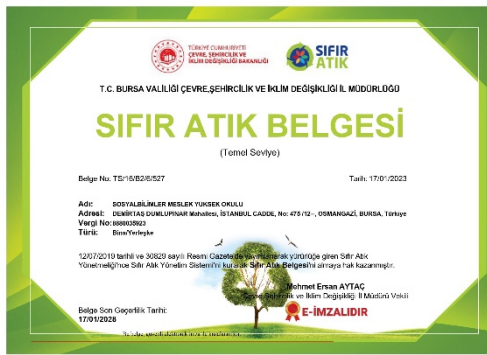 TÜRKİYE CUMHURİYETİ
ÇEVRE, ŞEHİRCİLİK VE
İKLİM DEĞİŞİKLİĞİ BAKANLIĞI
SIFIR
ATIK
T.C. BURSA VALİLİĞİ ÇEVRE,ŞEHİRCİLİK VE İKLİM DEĞİŞİKLİĞİ İL MÜDÜRLÜĞÜ
SIFIR ATIK BELGESİ
(Temel Seviye)
Belge No: TS/16/B2/6/527
Tarih: 17/01/2023
Adı: SOSYALBİLİMLER MESLEK YUKSEK OKULU
Adresi: DEMİRTAŞ DUMLUPINAR Mahallesi, İSTANBUL CADDE, No: 475 /12--, OSMANGAZİ, BURSA, Türkiye
Vergi No:
Türü: Bina/Yerleşke
12/07/2019 tarihli ve 30829 sayılı Resmi Gazete'de yayımlanarak yürürlüğe giren Sıfır Atık
Yönetmeliği'nce Sıfır Atık Yönetim Sistemi'ni kurarak Sıfır Atık Belgesi'ni almaya hak kazanmıştır.
Mehmet Ersan AYTAÇ
Çevre,Şehircilik ve İklim Değişikliği İl Müdürü Vekili
E-İMZALIDIR
Belge Son Geçerlilik Tarihi:
17/01/2028